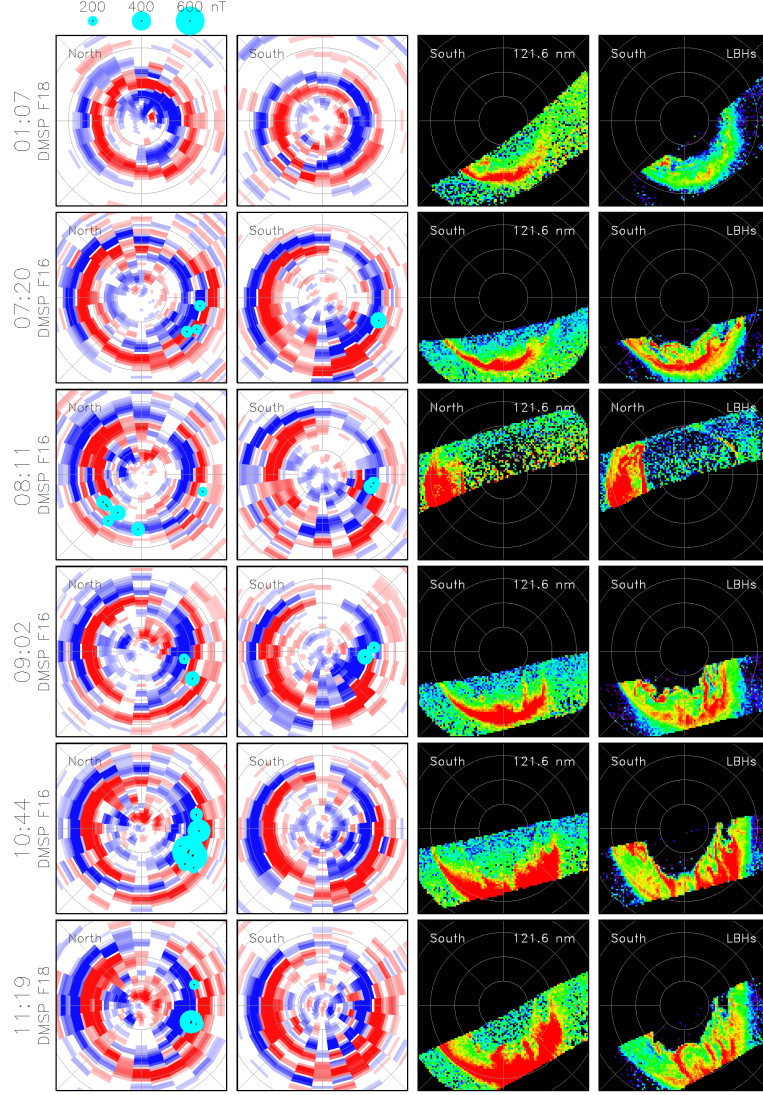 200 400 600 nT
01:07
DMSP F18
North
South
South 121.6 nm
South LBHs
07:20
DMSP F16
North
South
South 121.6 nm
South LBHs
08:11
DMSP F16
North
South
North 121.6 nm
North LBHs
09:02
DMSP F16
North
South
South 121.6 nm
South LBHs
10:44
DMSP F16
North
South
South 121.6 nm
South LBHs
11:19
DMSP F18
North
South
South 121.6 nm
South LBHs